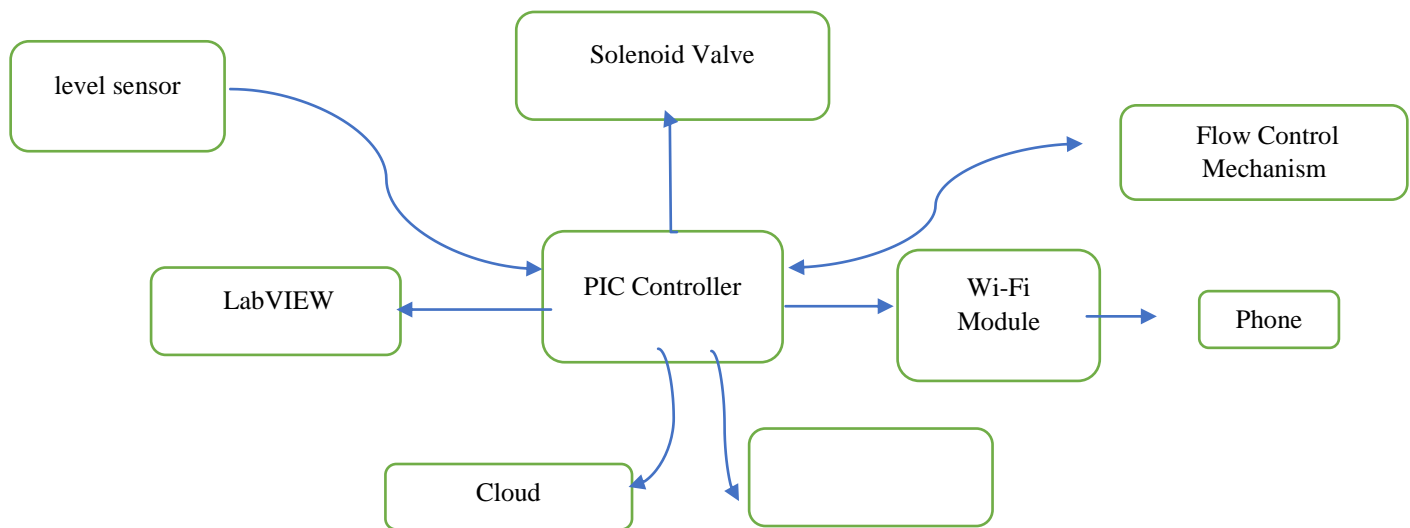 Solenoid Valve
level sensor
Flow Control
Mechanism
PIC Controller
LabVIEW
Wi-Fi
Module
Phone
Cloud